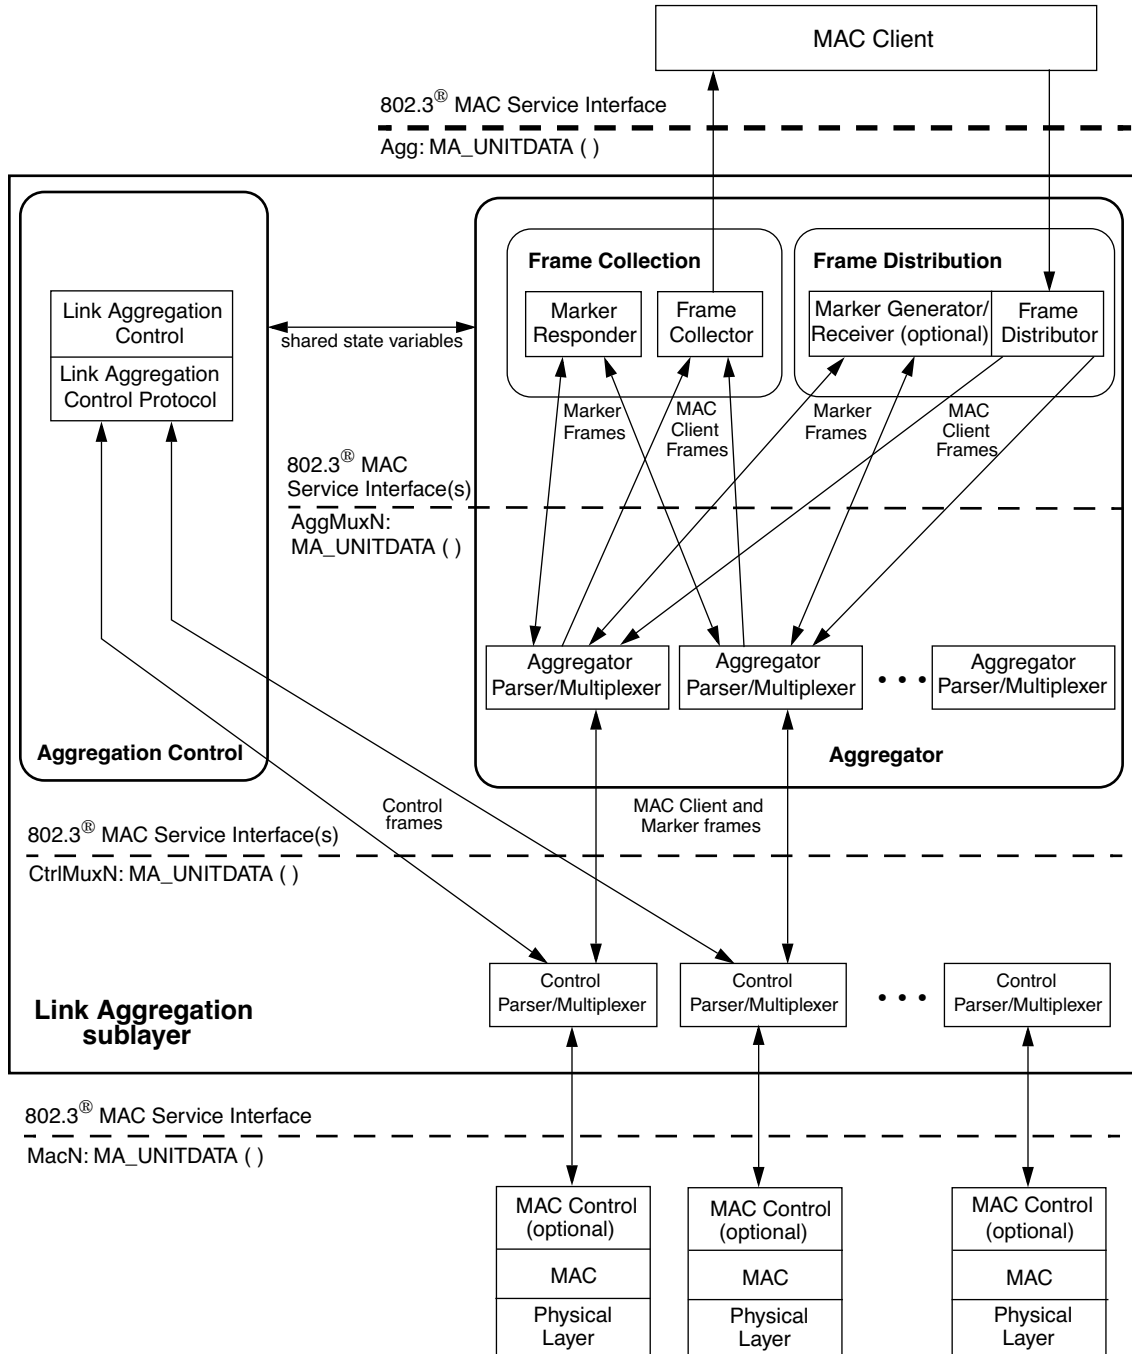 MAC Client
802.3® MAC Service Interface
Agg: MA_UNITDATA ( )
Frame Collection
Frame Distribution
Link Aggregation
Control
Link Aggregation
Control Protocol
shared state variables
Marker
Responder
Frame
Collector
Marker Generator/
Receiver (optional)
Frame
Distributor
Marker
Frames
MAC
Client
Frames
Marker
Frames
MAC
Client
Frames
802.3® MAC
Service Interface(s)
AggMuxN:
MA_UNITDATA ( )
Aggregator
Parser/Multiplexer
Aggregator
Parser/Multiplexer
• • •
Aggregator
Parser/Multiplexer
Aggregation Control
Aggregator
Control
frames
MAC Client and
Marker frames
802.3® MAC Service Interface(s)
CtrlMuxN: MA_UNITDATA ( )
Control
Parser/Multiplexer
Control
Parser/Multiplexer
• • •
Control
Parser/Multiplexer
Link Aggregation
sublayer
802.3® MAC Service Interface
MacN: MA_UNITDATA ( )
MAC Control
(optional)
MAC
Physical
Layer
MAC Control
(optional)
MAC
Physical
Layer
MAC Control
(optional)
MAC
Physical
Layer